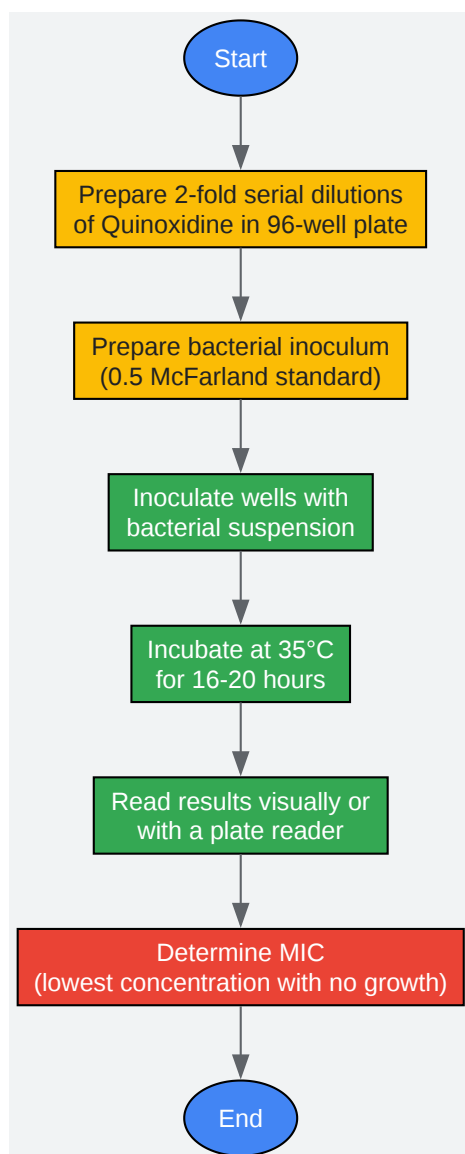 Start
Prepare 2-fold serial dilutions
of Quinoxidine in 96-well plate
Prepare bacterial inoculum
(0.5 McFarland standard)
Inoculate wells with
bacterial suspension
Incubate at 35°C
for 16-20 hours
Read results visually or
with a plate reader
Determine MIC
(lowest concentration with no growth)
End